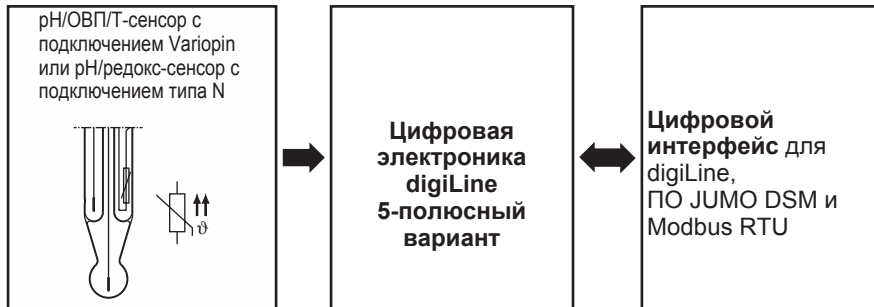 pH/ОВП/T-сенсор с
подключением Variopin
или pH/редокс-сенсор с
подключением типа N
ϑ
Цифровая
электроника
digiLine
5-полюсный
вариант
Цифровой
интерфейс для
digiLine,
ПО JUMO DSM и
Modbus RTU